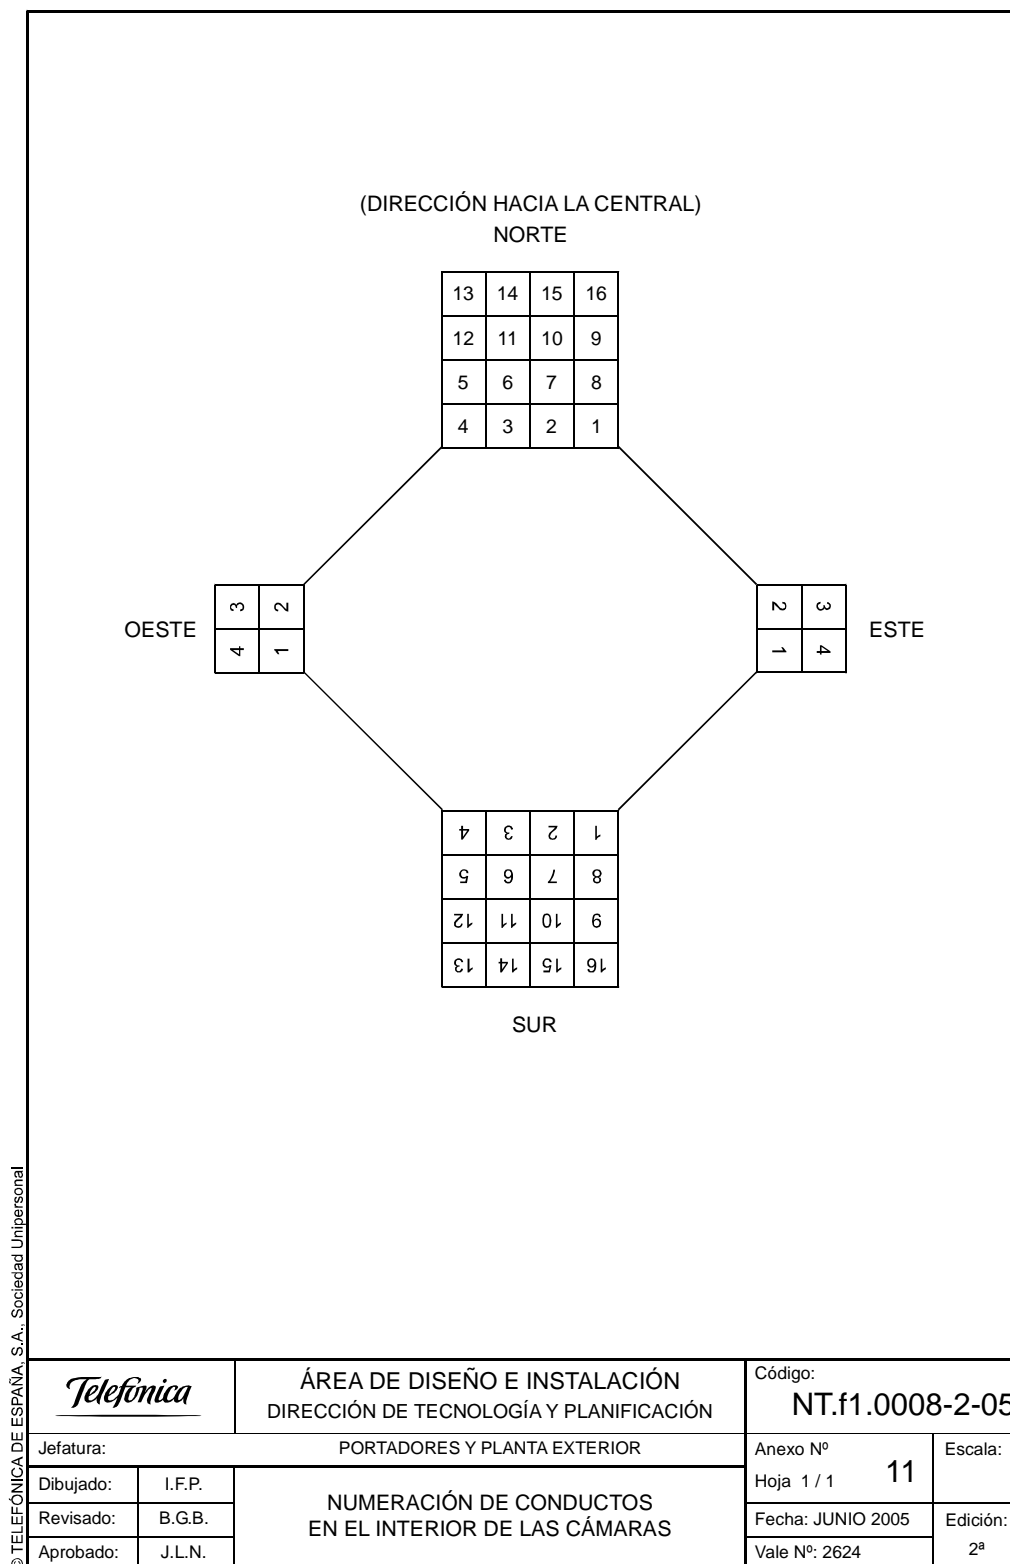 (DIRECCIÓN HACIA LA CENTRAL)
NORTE
13 14 15 16
12 11 10 9
5 6 7 8
4 3 2 1
OESTE
3 2
4 1
2 3
1 4
ESTE
4 3 2 1
5 6 7 8
12 11 10 9
13 14 15 16
SUR
© TELEFÓNICA DE ESPAÑA, S.A., Sociedad Unipersonal
Telefónica
ÁREA DE DISEÑO E INSTALACIÓN
DIRECCIÓN DE TECNOLOGÍA Y PLANIFICACIÓN
Código:
NT.f1.0008-2-05
Jefatura:
PORTADORES Y PLANTA EXTERIOR
Anexo Nº 11
Hoja 1 / 1
Escala:
Dibujado: I.F.P.
Revisado: B.G.B.
Aprobado: J.L.N.
NUMERACIÓN DE CONDUCTOS
EN EL INTERIOR DE LAS CÁMARAS
Fecha: JUNIO 2005
Vale Nº: 2624
Edición:
2ª